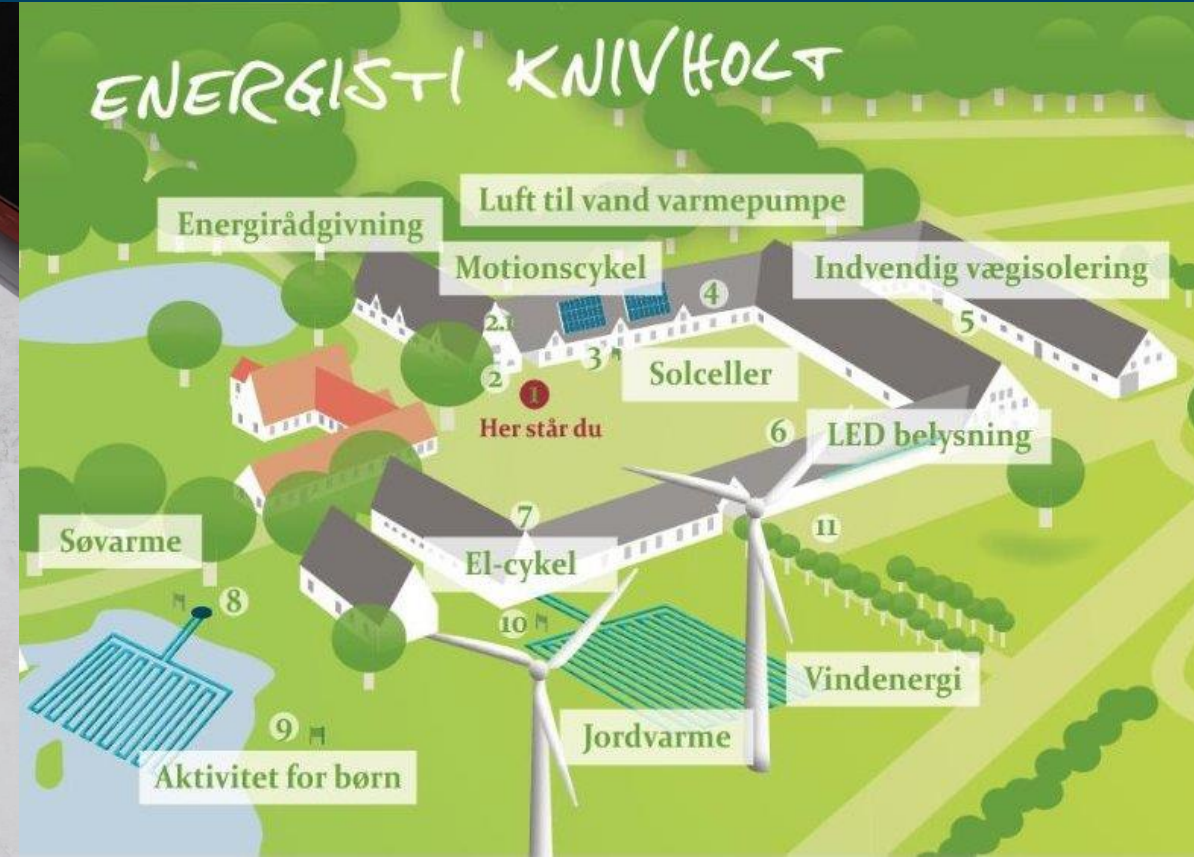 ENERGISTI KNIVHOLT
Luft til vand varmepumpe
Energirådgivning
Motionscykel
Indvendig vægisolering
4
2.1
5
3
Solceller
2
1
Her står du
6
LED belysning
7
11
Søvarme
El-cykel
8
10
Vindenergi
9
Jordvarme
Aktivitet for børn